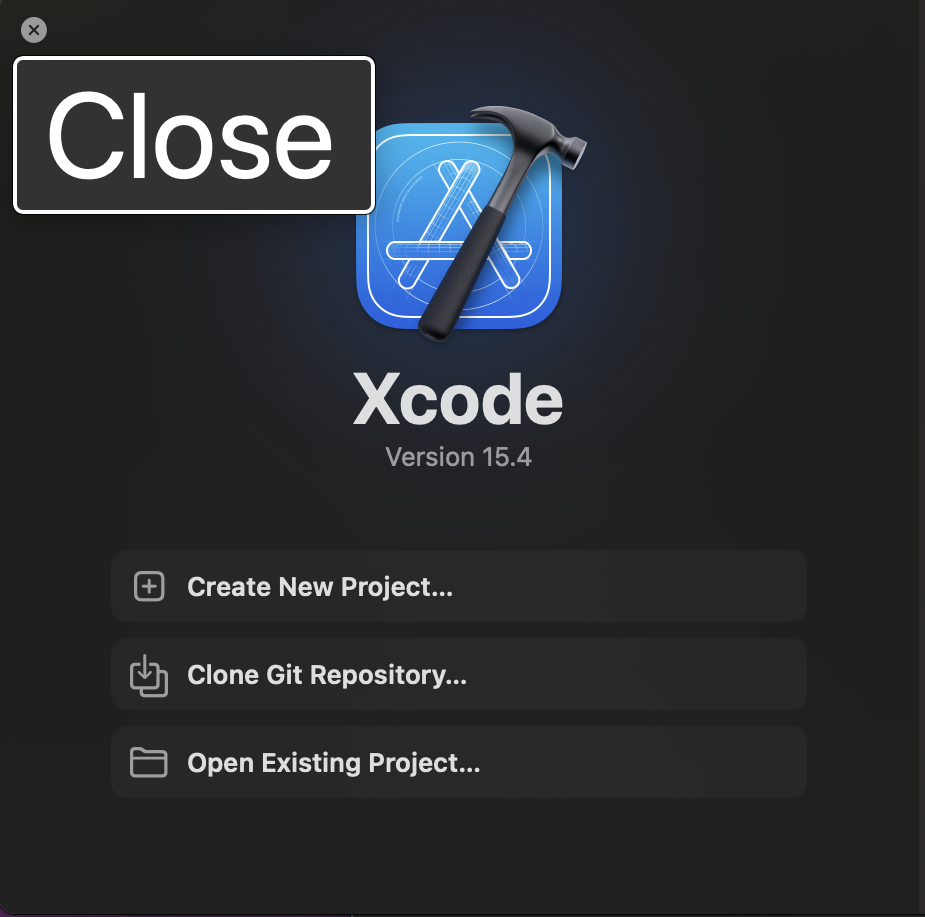 Close
Xcode
Version 15.4
Create New Project...
Clone Git Repository...
Open Existing Project...